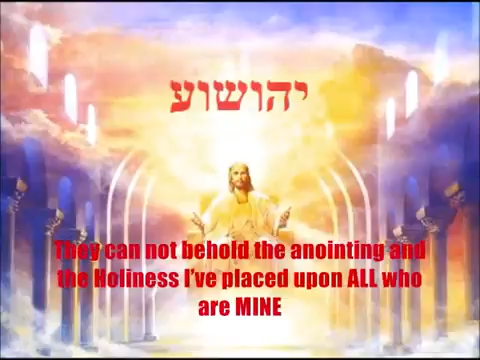 יהושוע
They can not behold the anointing and
the Holiness I've placed upon ALL who
are MINE